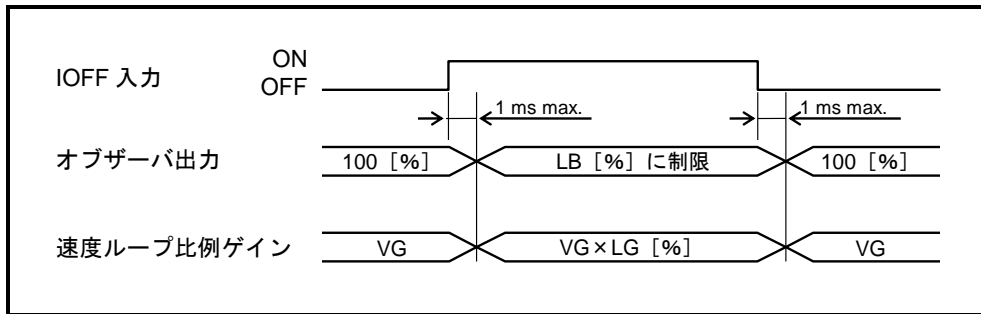 ON
IOFF 入力
OFF
1 ms max. 1 ms max.
オブザーバ出力 100［%］ LB［%］に制限 100［%］
速度ループ比例ゲイン VG VG×LG［%］ VG